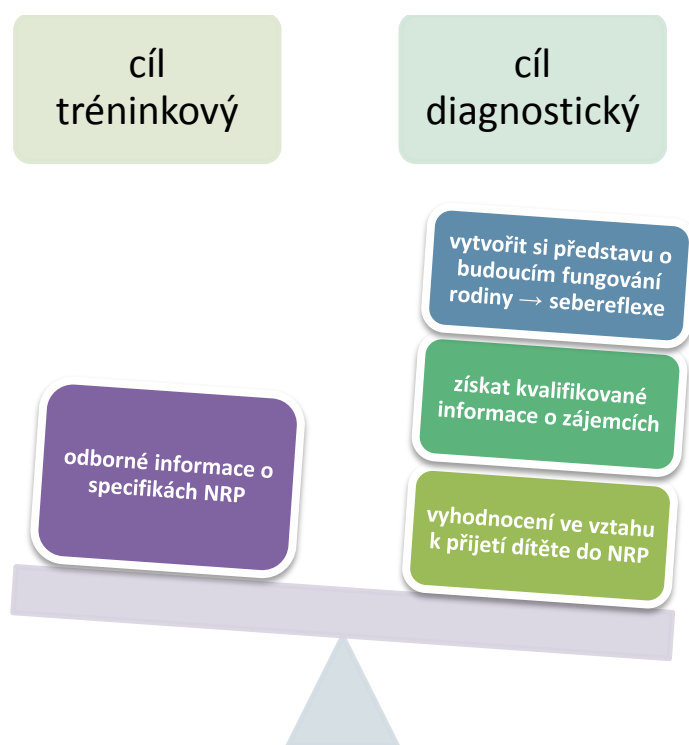 cíl
tréninkový
cíl
diagnostický
vytvořit si představu o
budoucím fungování
rodiny → sebereflexe
získat kvalifikované
informace o zájemcích
odborné informace o
specifikách NRP
vyhodnocení ve vztahu
k přijetí dítěte do NRP